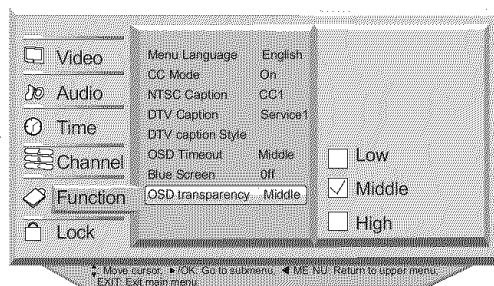 Video
Audio
Time
Channel
Function
Lock
Menu Language English
CC Mode On
NTSC Caption CC1
DTV Caption Service1
DTV caption Style
OSD Timeout Middle
Blue Screen Off
OSD transparency Middle
Low
Middle
High
: Move cursor, ►/OK: Go to submenu, ◄ ME NU: Return to upper menu,
EXIT: Exit main menu